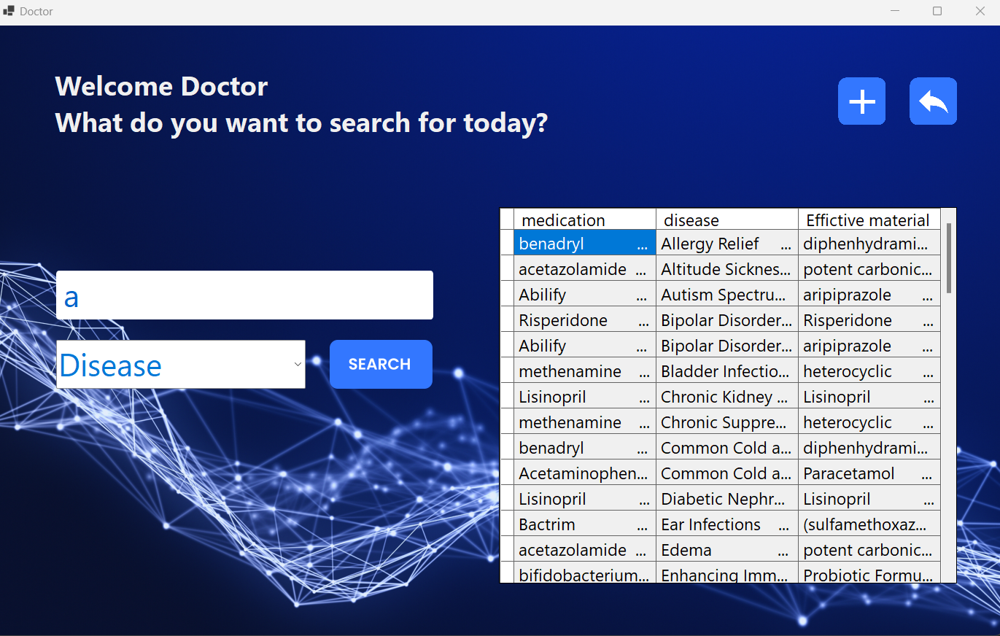 Doctor
Welcome Doctor
What do you want to search for today?
a
Disease
SEARCH
medication disease Effictive material
benadryl ... Allergy Relief ... diphenhydrami...
acetazolamide ... Altitude Sicknes... potent carbonic...
Abilify ... Autism Spectru... aripiprazole ...
Risperidone ... Bipolar Disorder... Risperidone ...
Abilify ... Bipolar Disorder... aripiprazole ...
methenamine ... Bladder Infectio... heterocyclic ...
Lisinopril ... Chronic Kidney ... Lisinopril ...
methenamine ... Chronic Suppre... heterocyclic ...
benadryl ... Common Cold a... diphenhydrami...
Acetaminophen... Common Cold a... Paracetamol ...
Lisinopril ... Diabetic Nephr... Lisinopril ...
Bactrim ... Ear Infections ... (sulfamethoxaz...
acetazolamide ... Edema ... potent carbonic...
bifidobacterium... Enhancing Imm... Probiotic Formu...